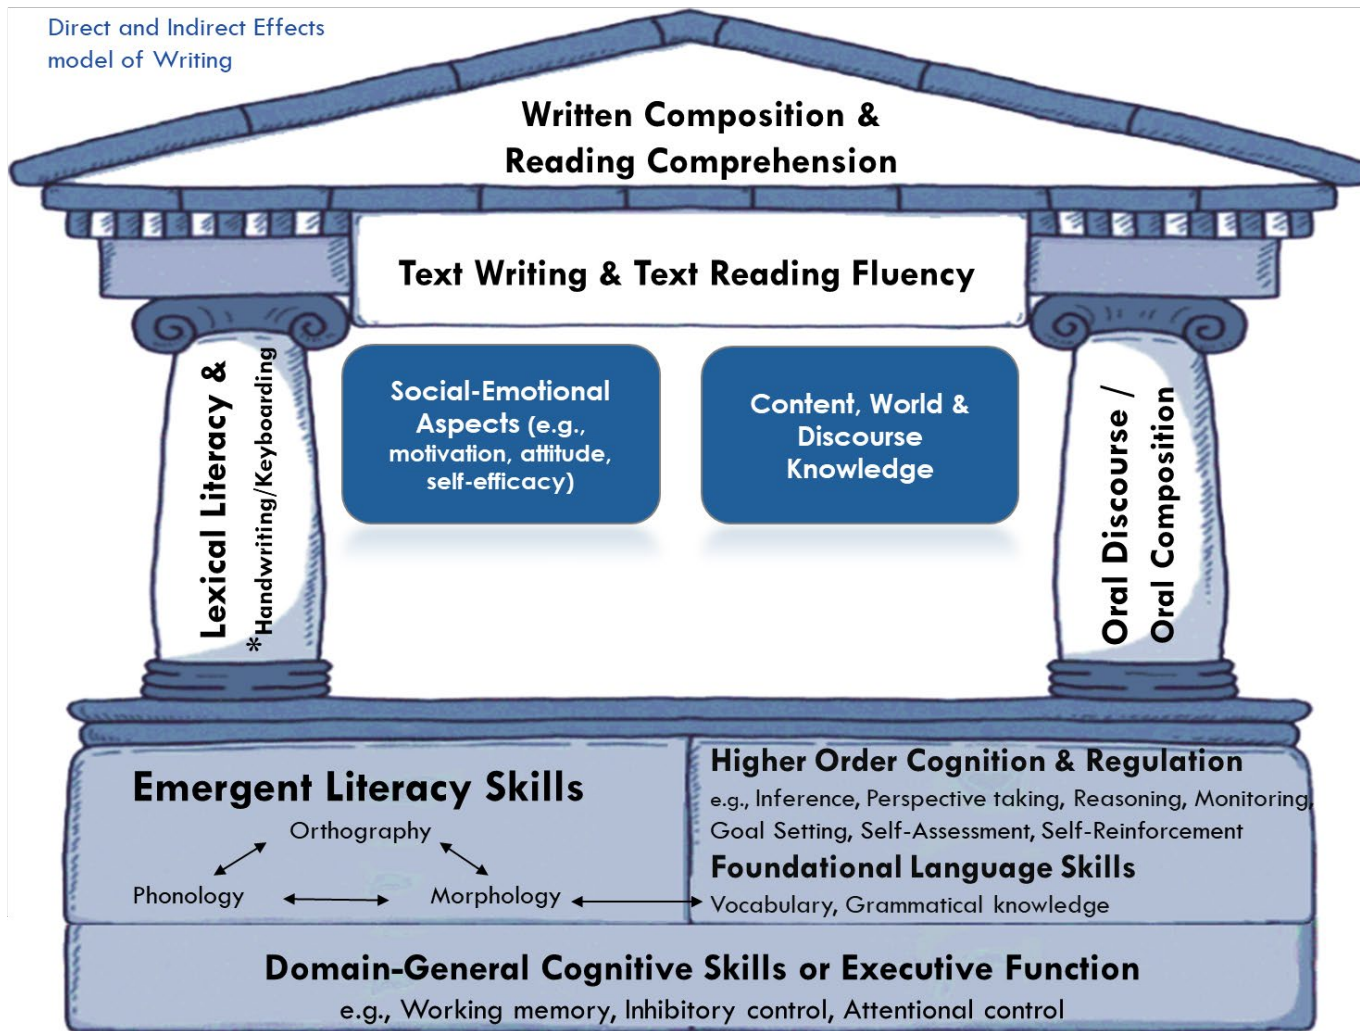 Direct and Indirect Effects
model of Writing
Written Composition &
Reading Comprehension
Text Writing & Text Reading Fluency
Lexical Literacy &
*Handwriting/Keyboarding
Social-Emotional
Aspects (e.g.,
motivation, attitude,
self-efficacy)
Content, World &
Discourse
Knowledge
Oral Discourse /
Oral Composition
Emergent Literacy Skills
Orthography
Phonology
Morphology
Higher Order Cognition & Regulation
e.g., Inference, Perspective taking, Reasoning, Monitoring,
Goal Setting, Self-Assessment, Self-Reinforcement
Foundational Language Skills
Vocabulary, Grammatical knowledge
Domain-General Cognitive Skills or Executive Function
e.g., Working memory, Inhibitory control, Attentional control